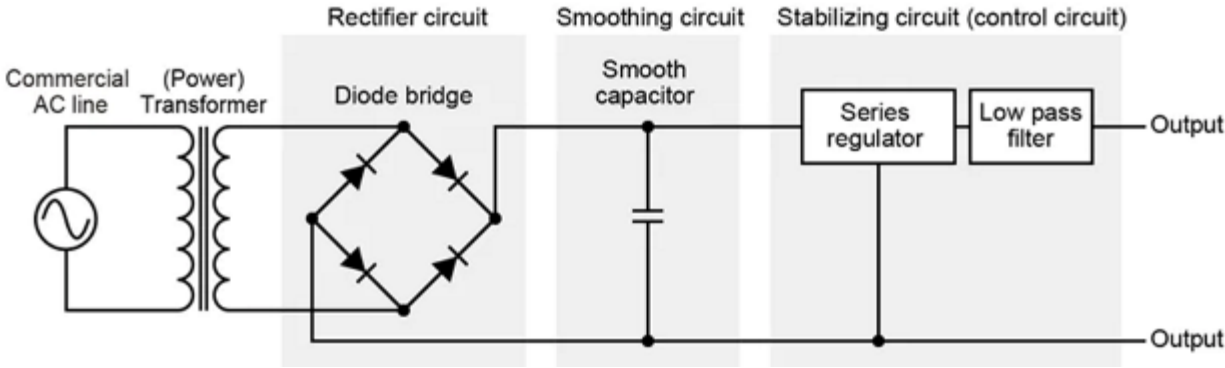 Rectifier circuit
Smoothing circuit
Stabilizing circuit (control circuit)
Commercial
AC line
(Power)
Transformer
Diode bridge
Smooth
capacitor
Series
regulator
Low pass
filter
Output
Output